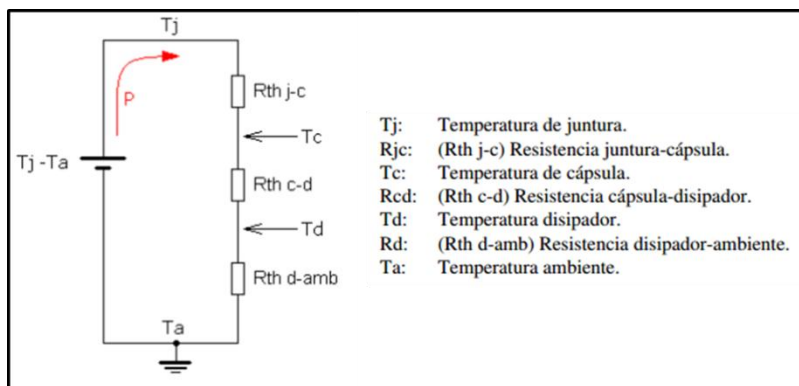 Tj
P
Rth j-c
Tc
Tj -Ta
Rth c-d
Td
Rth d-amb
Ta
Tj: Temperatura de juntura.
Rjc: (Rth j-c) Resistencia juntura-cápsula.
Tc: Temperatura de cápsula.
Rcd: (Rth c-d) Resistencia cápsula-disipador.
Td: Temperatura disipador.
Rd: (Rth d-amb) Resistencia disipador-ambiente.
Ta: Temperatura ambiente.